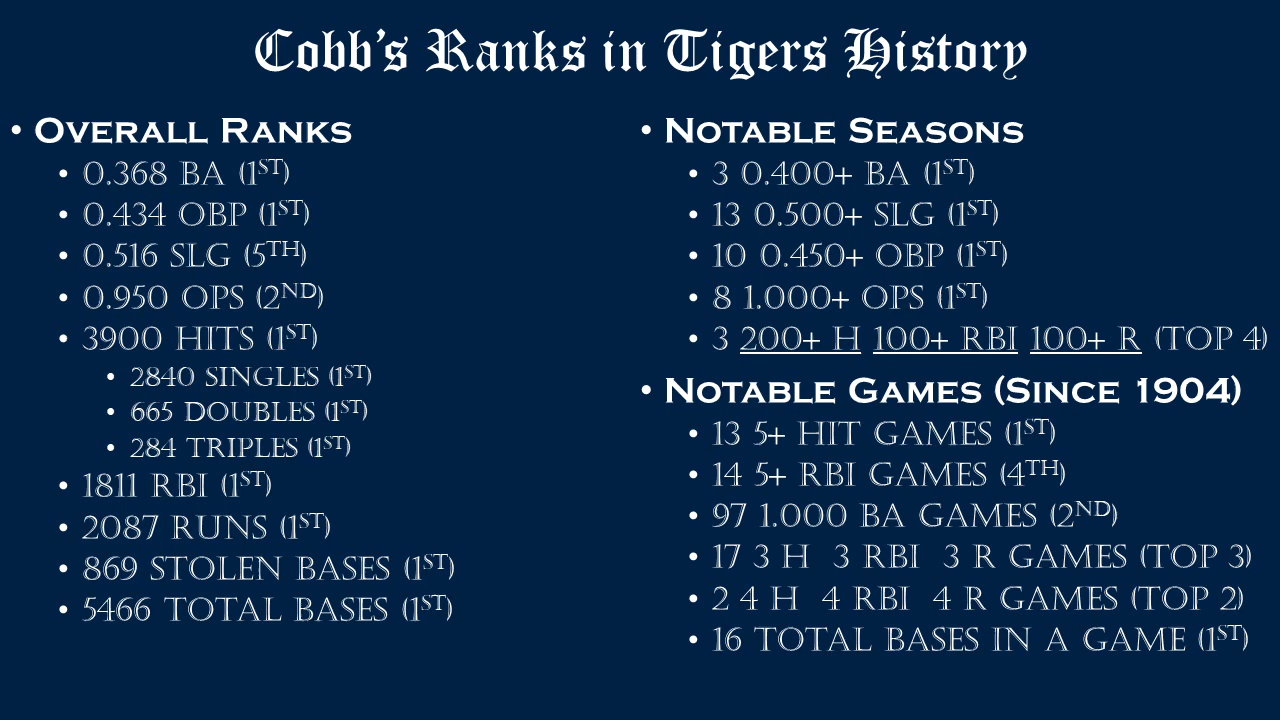 Cobb's Ranks in Tigers History
• Overall Ranks
• 0.368 BA (1st)
• 0.434 OBP (1st)
• 0.516 SLG (5th)
• 0.950 OPS (2nd)
• 3900 Hits (1st)
• 2840 Singles (1st)
• 665 Doubles (1st)
• 284 Triples (1st)
• 1811 RBI (1st)
• 2087 Runs (1st)
• 869 Stolen Bases (1st)
• 5466 Total Bases (1st)
• Notable Seasons
• 3 0.400+ BA (1st)
• 13 0.500+ SLG (1st)
• 10 0.450+ OBP (1st)
• 8 1.000+ OPS (1st)
• 3 200+ H 100+ RBI 100+ R (Top 4)
• Notable Games (Since 1904)
• 13 5+ Hit Games (1st)
• 14 5+ RBI Games (4th)
• 97 1.000 BA Games (2nd)
• 17 3 H 3 RBI 3 R Games (Top 3)
• 2 4 H 4 RBI 4 R Games (Top 2)
• 16 Total Bases in a Game (1st)